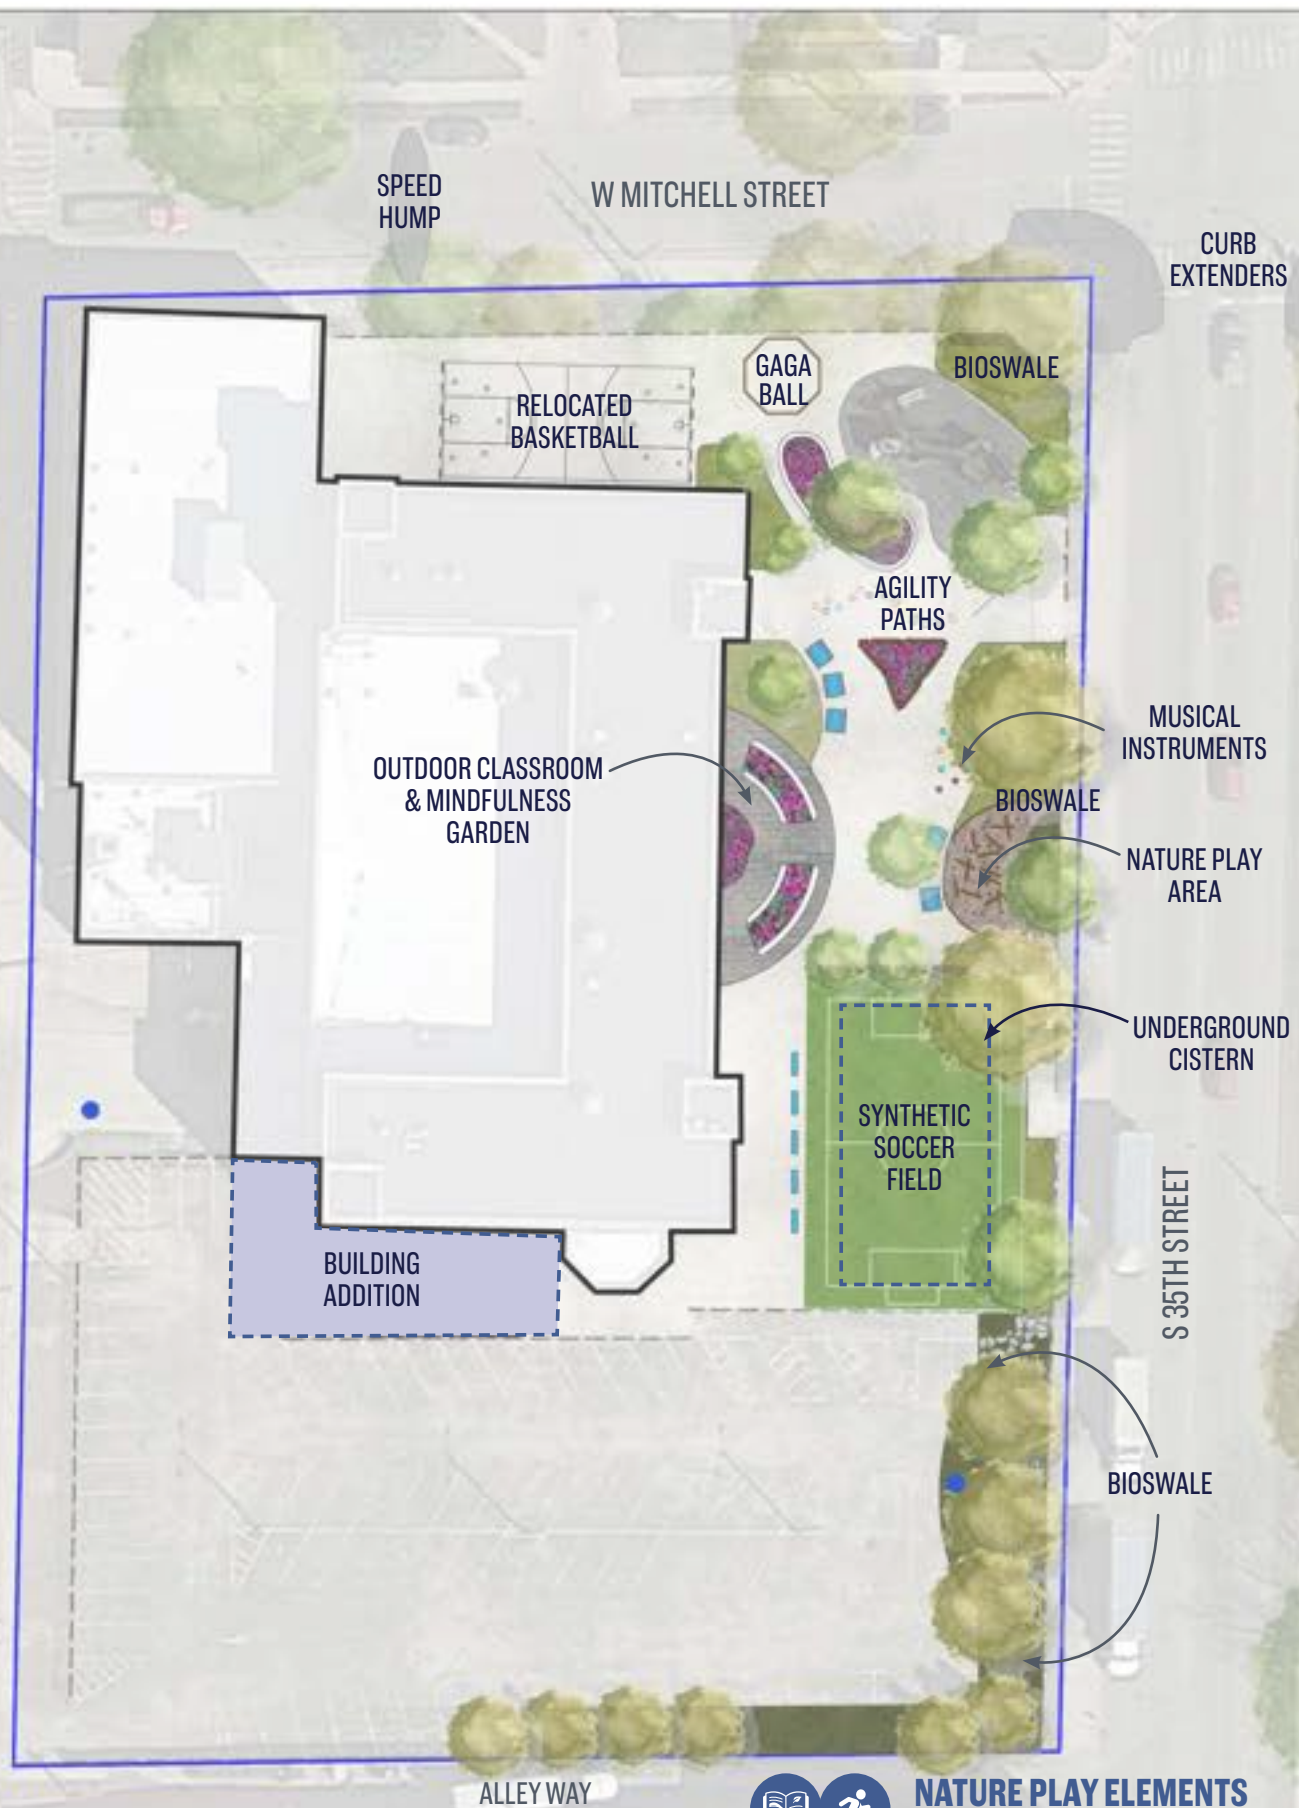 SPEED
HUMP
W MITCHELL STREET
CURB
EXTENDERS
GAGA
BALL
BIOSWALE
RELOCATED
BASKETBALL
AGILITY
PATHS
MUSICAL
INSTRUMENTS
OUTDOOR CLASSROOM
& MINDFULNESS
GARDEN
BIOSWALE
NATURE PLAY
AREA
UNDERGROUND
CISTERN
SYNTHETIC
SOCCER
FIELD
S 35TH STREET
BUILDING
ADDITION
BIOSWALE
ALLEY WAY
NATURE PLAY ELEMENTS